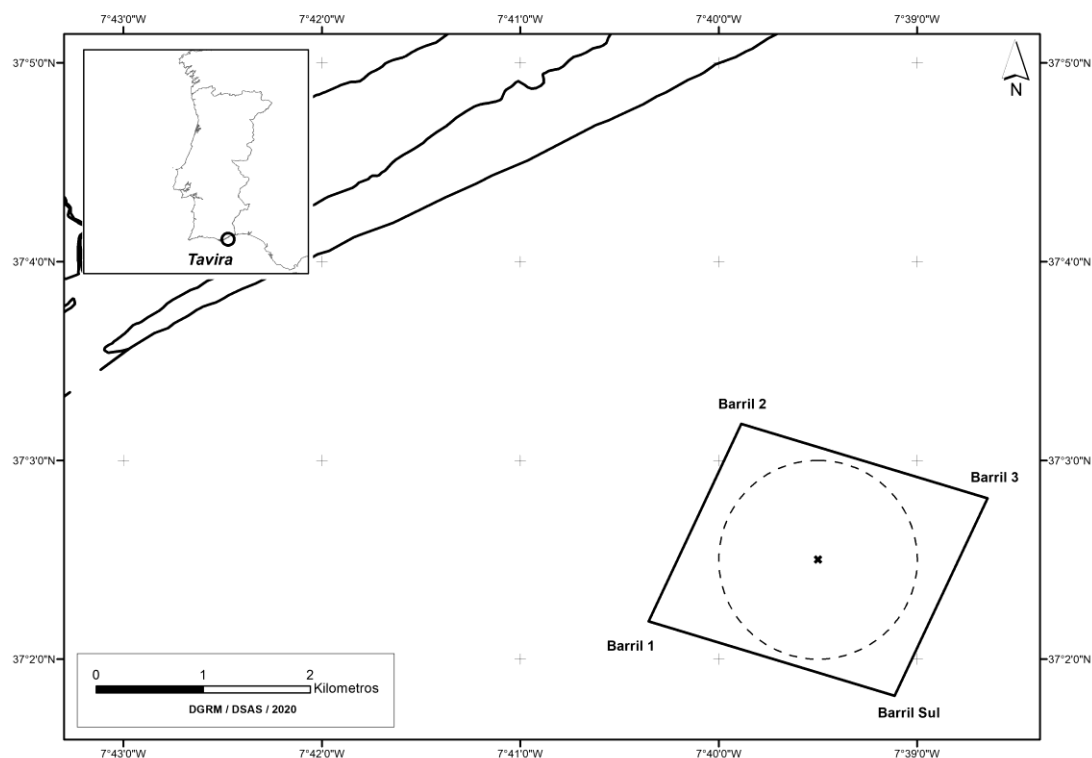 7°43'0"W 7°42'0"W 7°41'0"W 7°40'0"W 7°39'0"W
37°5'0"N 37°5'0"N
N
Tavira
37°4'0"N 37°4'0"N
Barril 2
37°3'0"N 37°3'0"N
Barril 3
Barril 1
37°2'0"N 37°2'0"N
0 1 2
Kilometros
DGRM / DSAS / 2020
Barril Sul
7°43'0"W 7°42'0"W 7°41'0"W 7°40'0"W 7°39'0"W